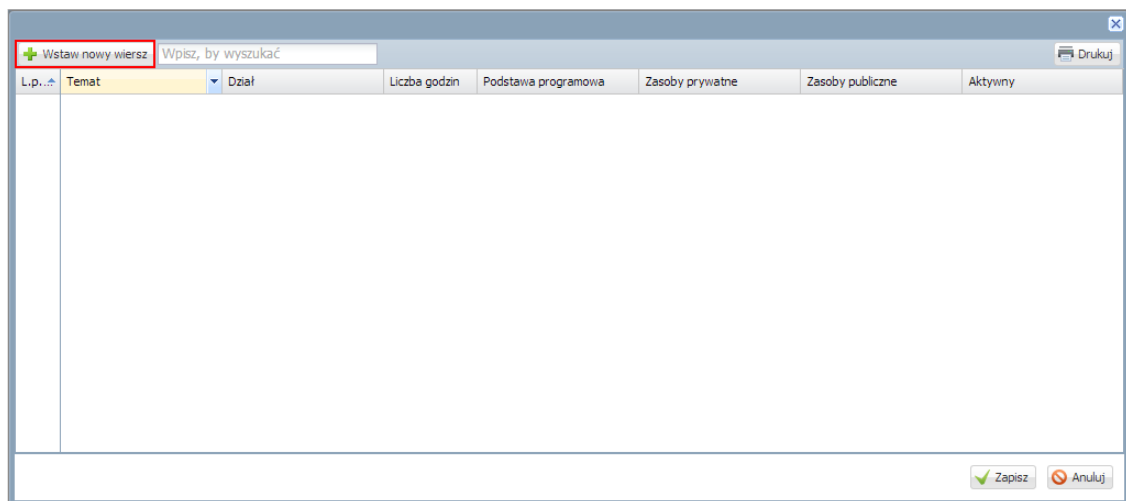 Wstaw nowy wiersz Wpisz, by wyszukać Drukuj
L.p. Temat Dział Liczba godzin Podstawa programowa Zasoby prywatne Zasoby publiczne Aktywny
Zapisz Anuluj